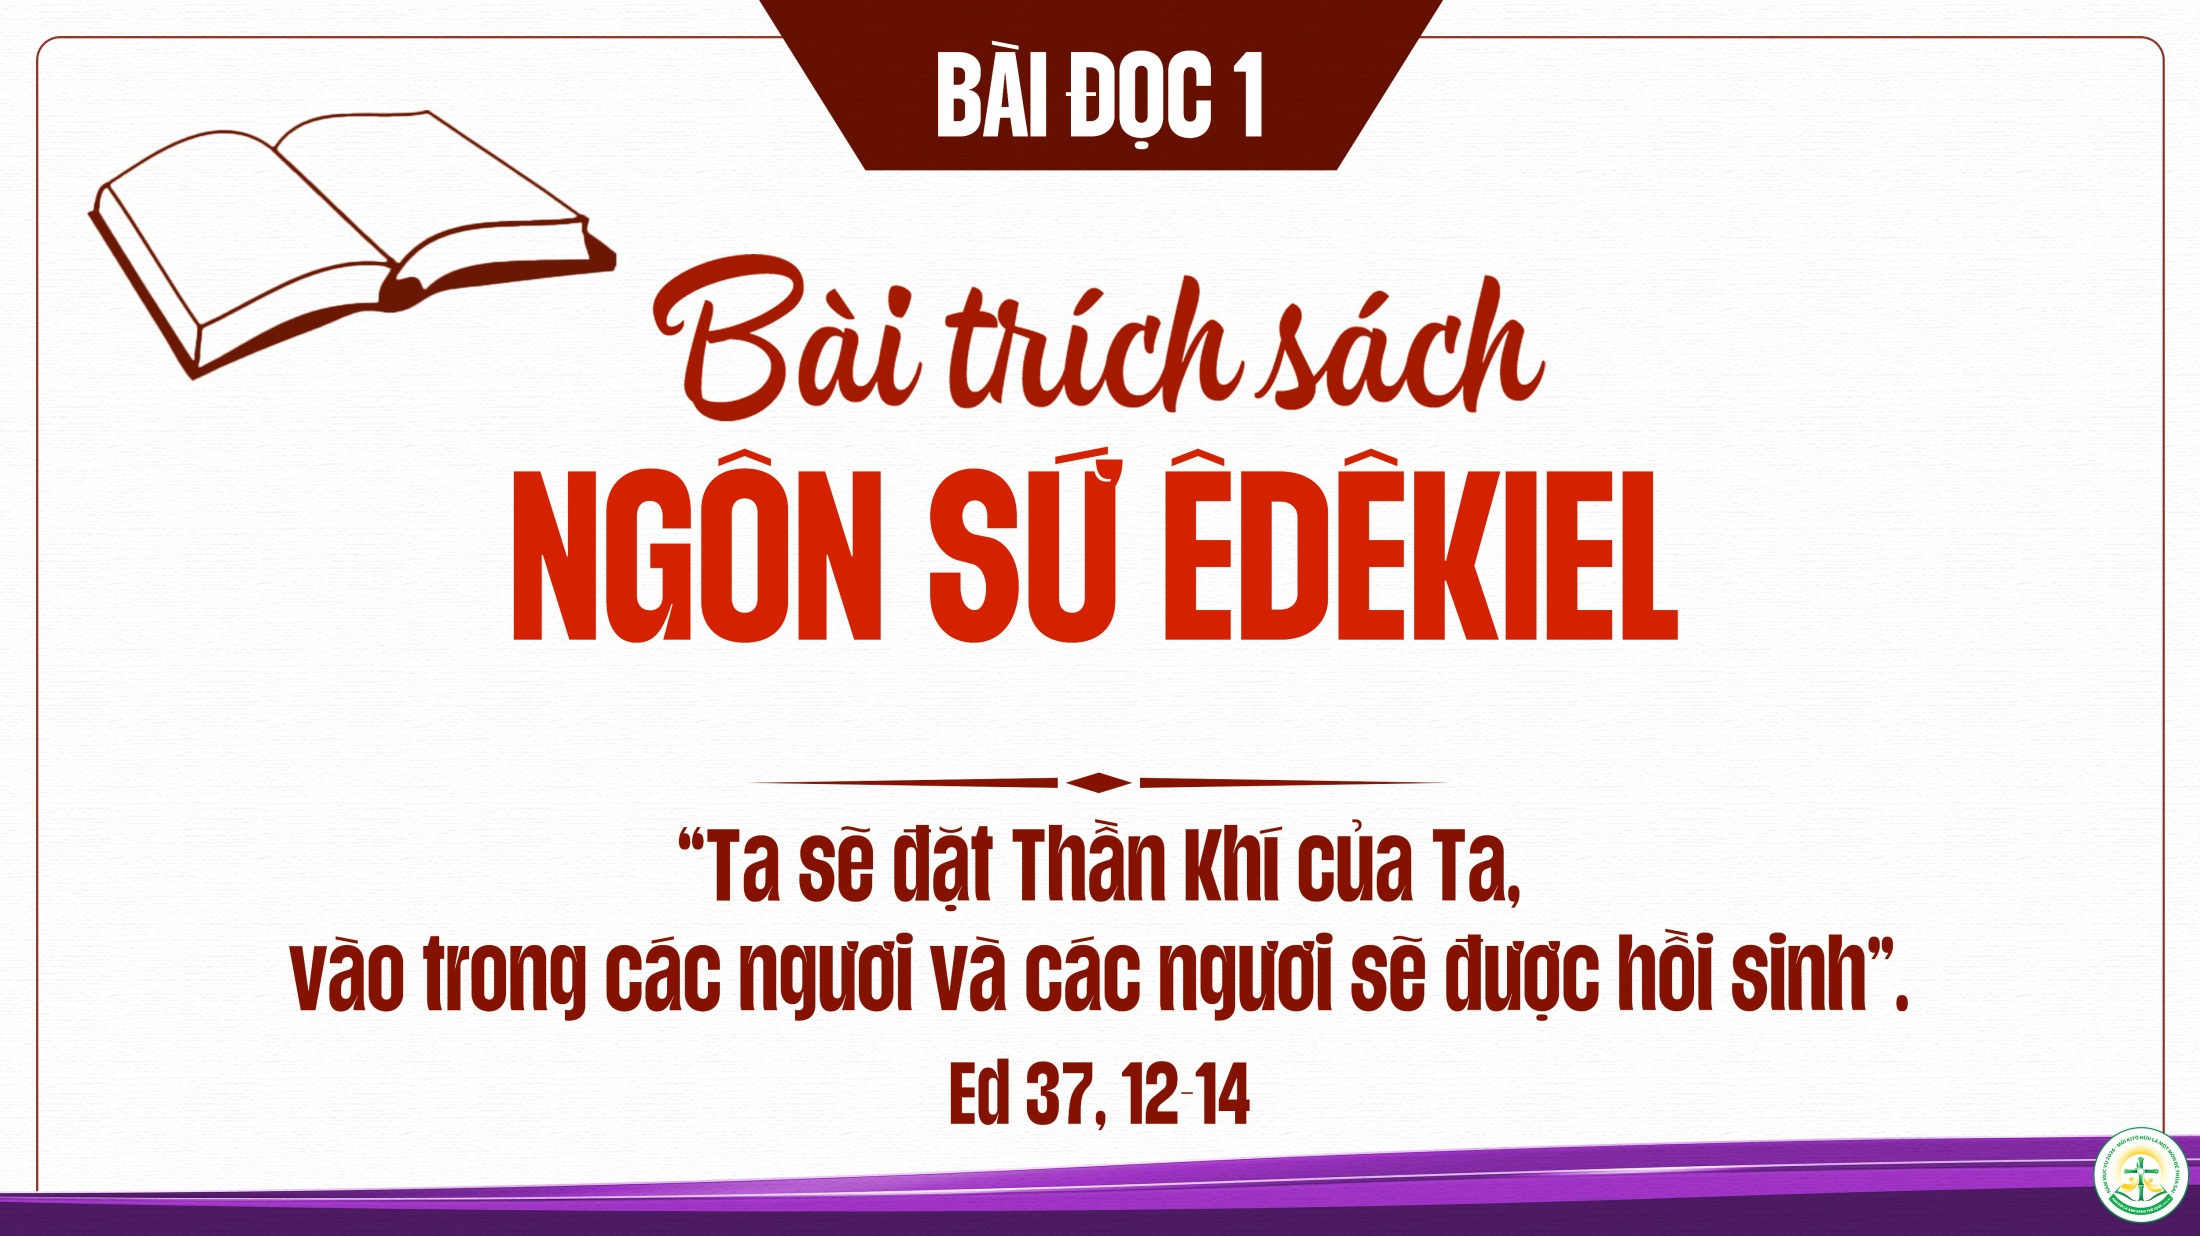 BÀI ĐỌC 1
Bài trích sách
NGÔN SỨ ÊDÊKIEL
“Ta sẽ đặt Thần Khí của Ta,
vào trong các ngươi và các ngươi sẽ được hồi sinh”.
Ed 37, 12-14